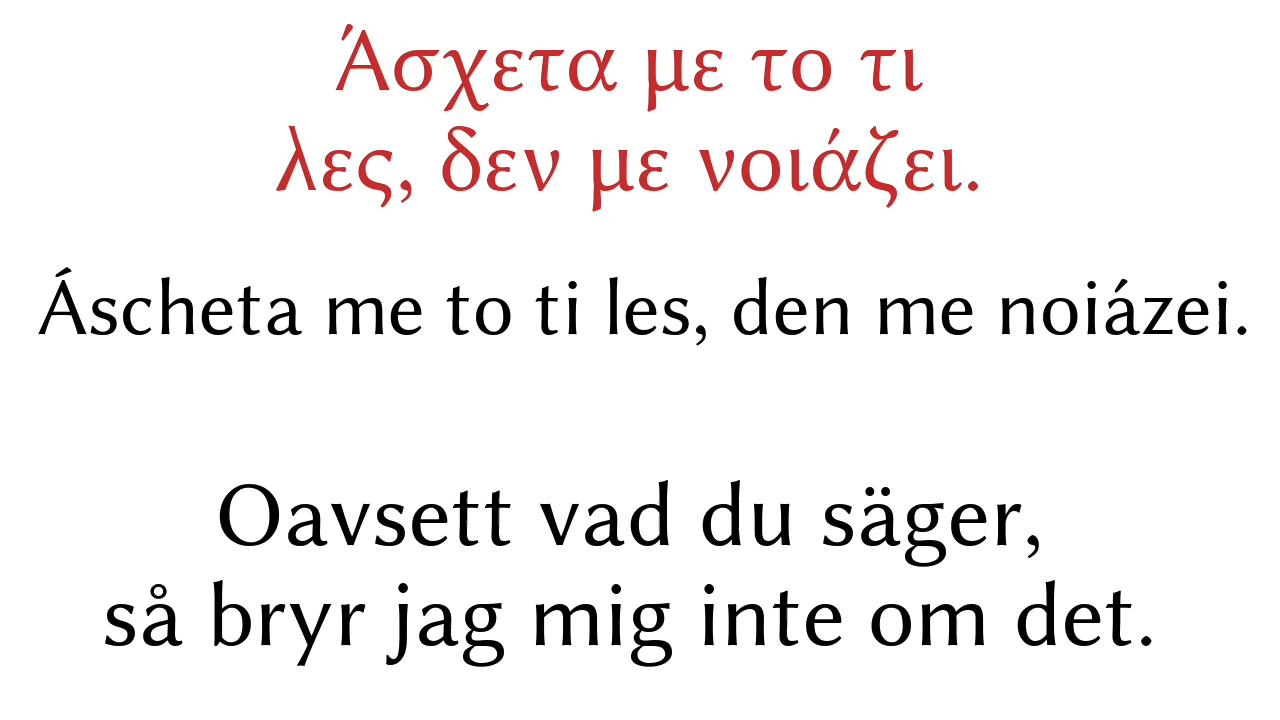 Άσχετα με το τι
λες, δεν με νοιάζει.
Áscheta me to ti les, den me noiázei.
Oavsett vad du säger,
så bryr jag mig inte om det.